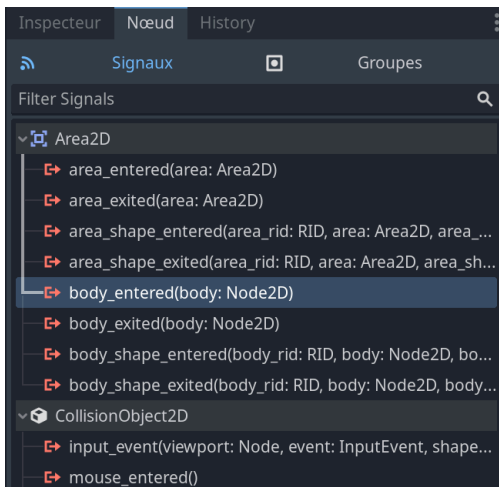 Inspecteur Nœud History
Signaux Groupes
Filter Signals
Area2D
area_entered(area: Area2D)
area_exited(area: Area2D)
area_shape_entered(area_rid: RID, area: Area2D, area_...
area_shape_exited(area_rid: RID, area: Area2D, area_sh...
body_entered(body: Node2D)
body_exited(body: Node2D)
body_shape_entered(body_rid: RID, body: Node2D, bo...
body_shape_exited(body_rid: RID, body: Node2D, body...
CollisionObject2D
input_event(viewport: Node, event: InputEvent, shape...
mouse_entered()